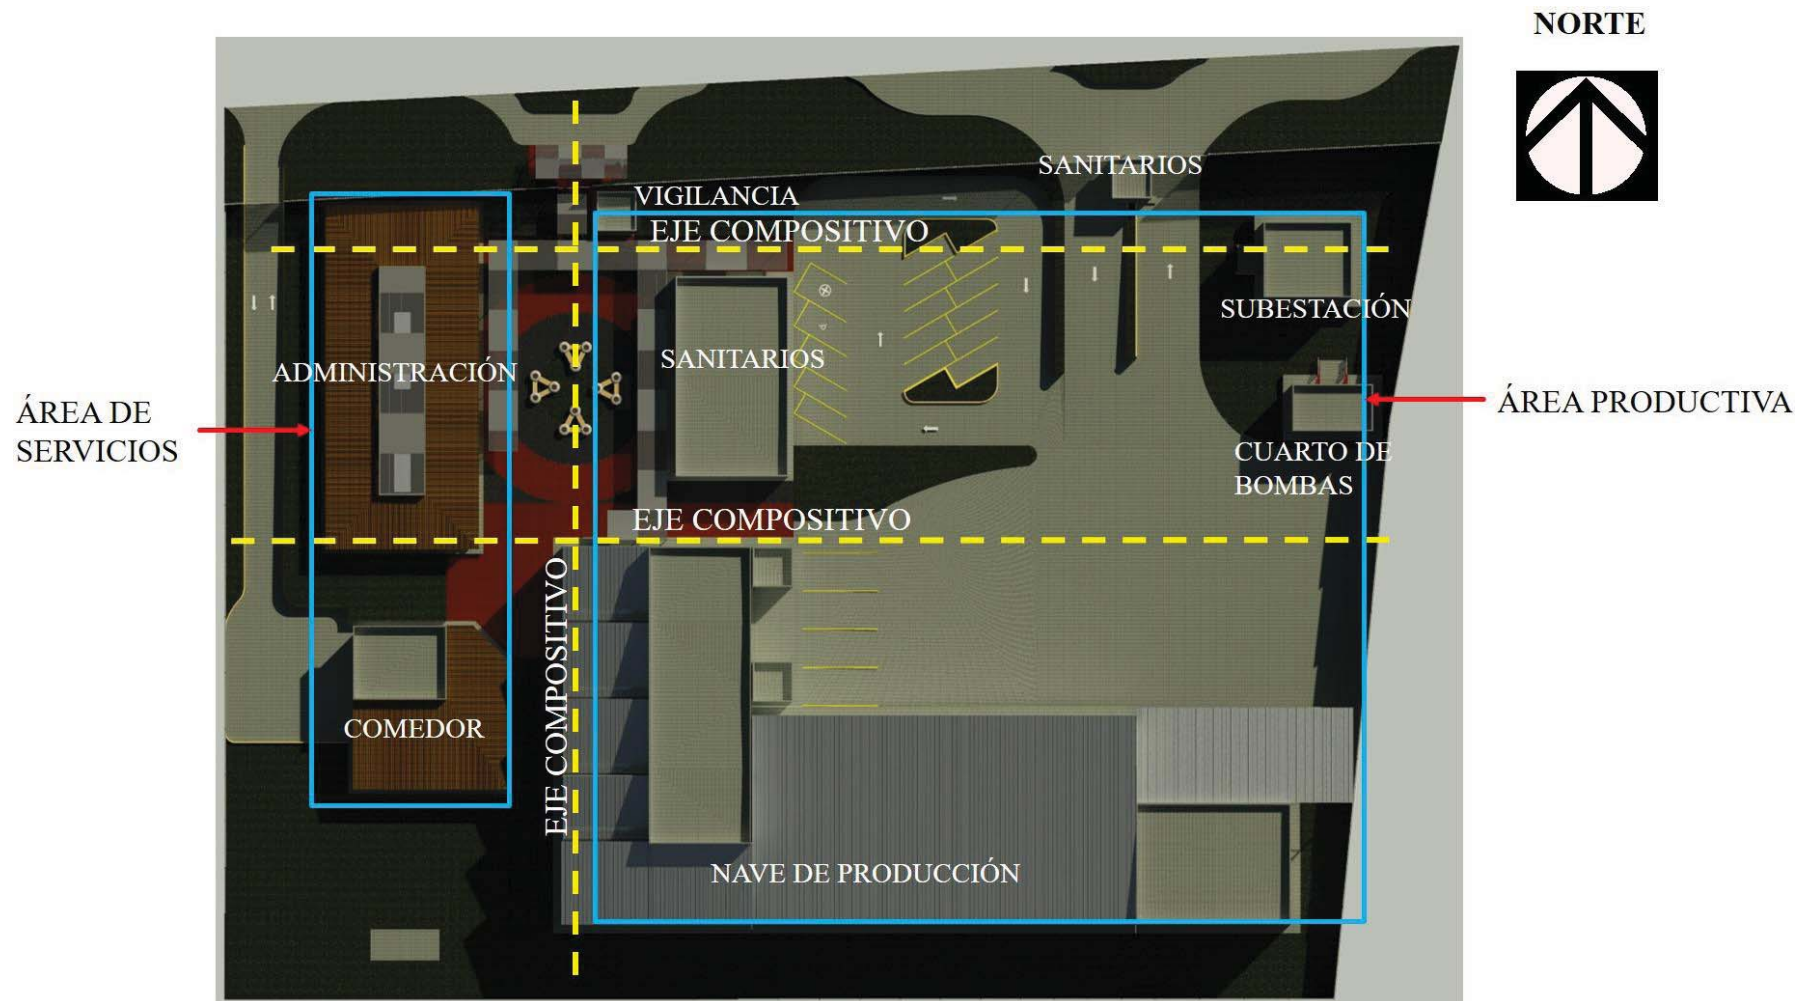 NORTE
SANITARIOS
VIGILANCIA
EJE COMPOSITIVO
SUBESTACIÓN
SANITARIOS
ADMINISTRACIÓN
ÁREA DE
SERVICIOS
ÁREA PRODUCTIVA
CUARTO DE
BOMBAS
EJE COMPOSITIVO
EJE COMPOSITIVO
COMEDOR
NAVE DE PRODUCCIÓN